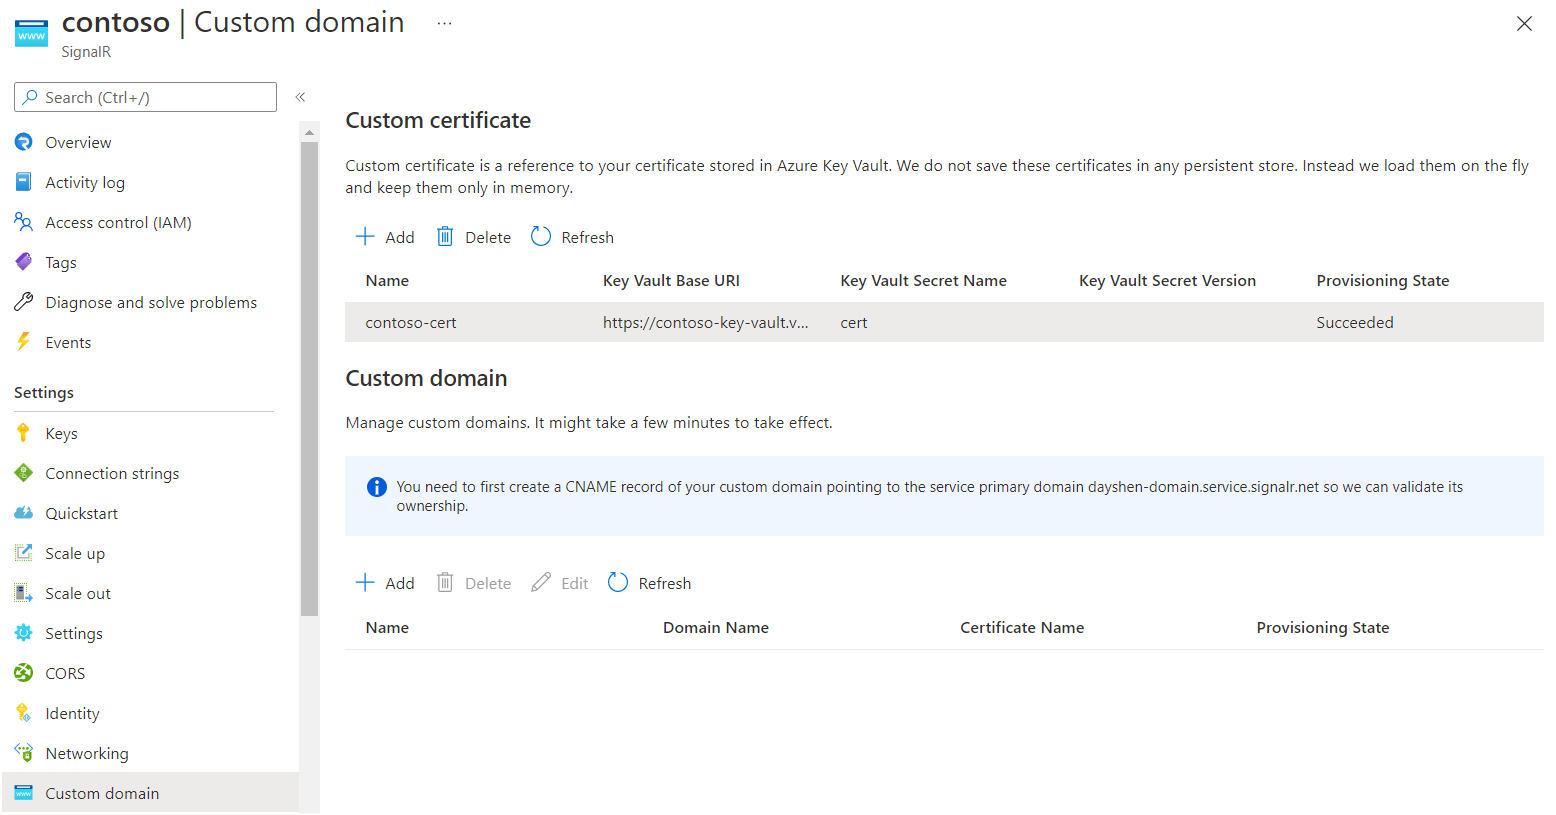 contoso | Custom domain ...
SignalR
Search (Ctrl+/)
«
Overview
Activity log
Access control (IAM)
Tags
Diagnose and solve problems
Events
Settings
Keys
Connection strings
Quickstart
Scale up
Scale out
Settings
CORS
Identity
Networking
Custom domain
Custom certificate
Custom certificate is a reference to your certificate stored in Azure Key Vault. We do not save these certificates in any persistent store. Instead we load them on the fly
and keep them only in memory.
Add Delete Refresh
Name Key Vault Base URI Key Vault Secret Name Key Vault Secret Version Provisioning State
contoso-cert https://contoso-key-vault.v... cert Succeeded
Custom domain
Manage custom domains. It might take a few minutes to take effect.
You need to first create a CNAME record of your custom domain pointing to the service primary domain dayshen-domain.service.signalr.net so we can validate its
ownership.
Add Delete Edit Refresh
Name Domain Name Certificate Name Provisioning State